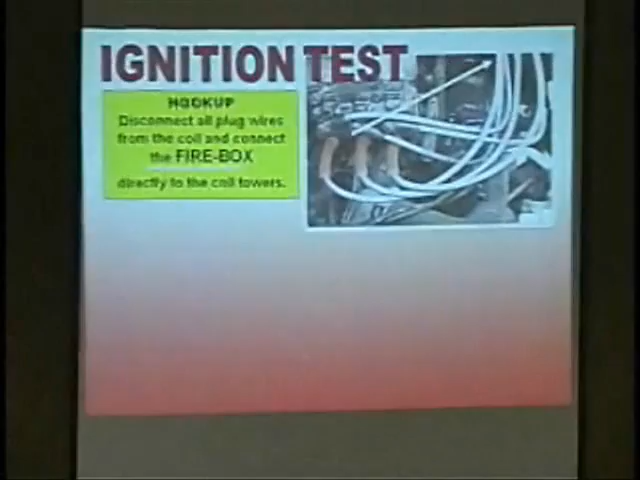 IGNITION TEST
HOOKUP
Disconnect all plug wires
from the coil and connect
the FIRE-BOX
directly to the coil towers.